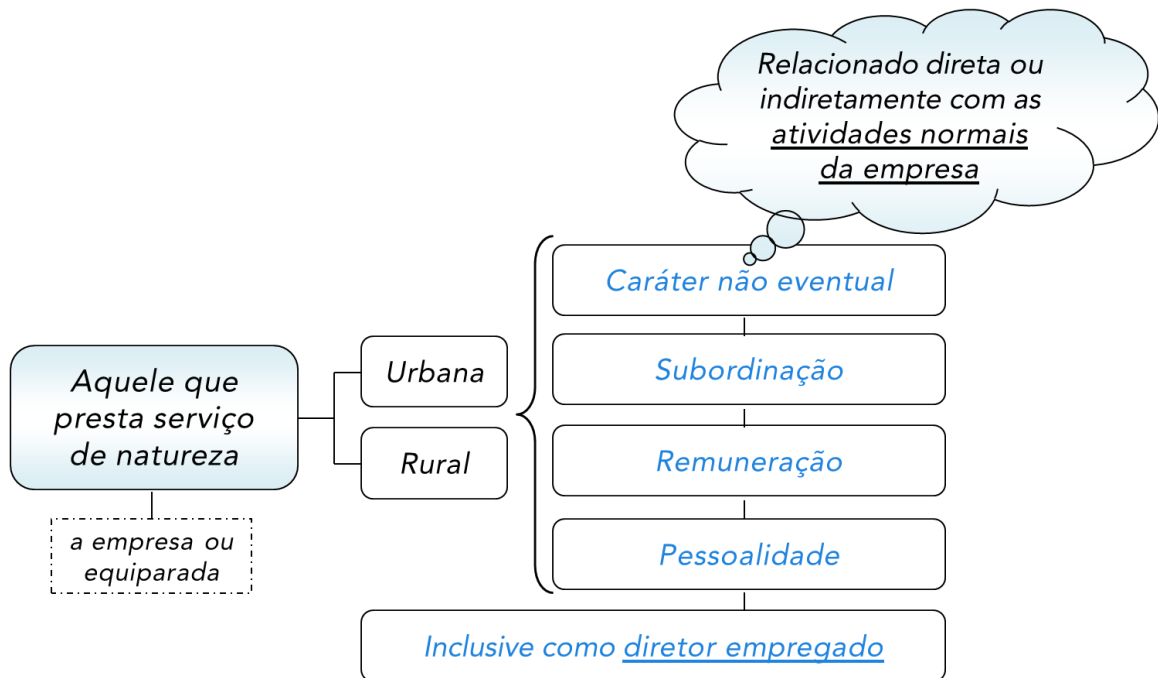 Relacionado direta ou
indiretamente com as
atividades normais
da empresa
Caráter não eventual
Subordinação
Remuneração
Pessoalidade
Inclusive como diretor empregado
Urbana
Rural
Aquele que
presta serviço
de natureza
a empresa ou
equiparada